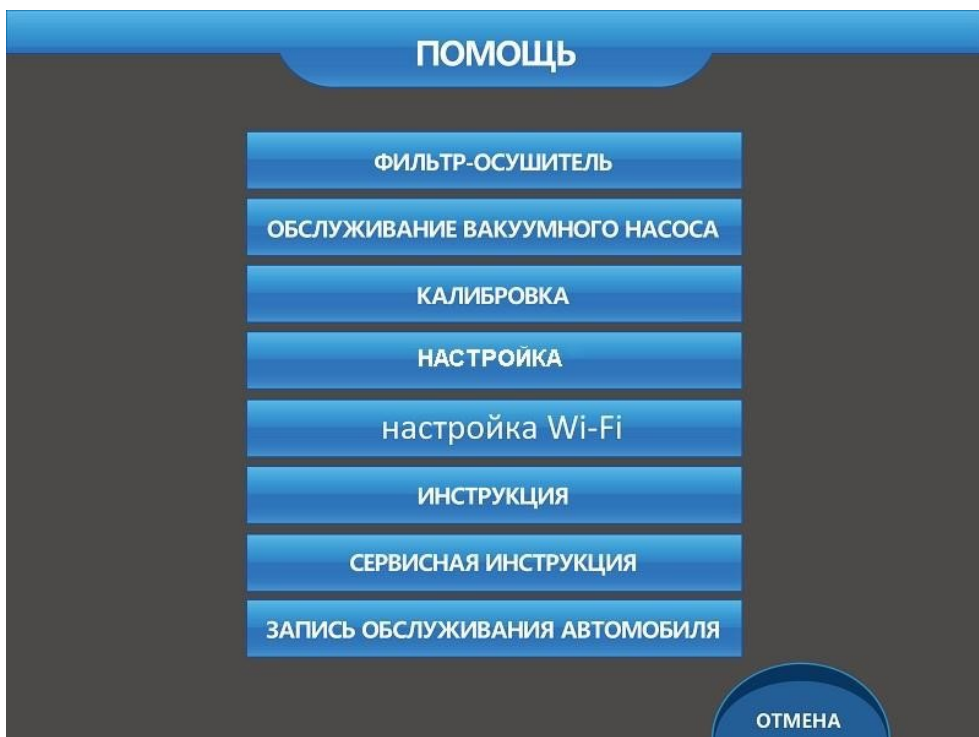 ПОМОЩЬ
ФИЛЬТР-ОСУШИТЕЛЬ
ОБСЛУЖИВАНИЕ ВАКУУМНОГО НАСОСА
КАЛИБРОВКА
НАСТРОЙКА
настройка Wi-Fi
ИНСТРУКЦИЯ
СЕРВИСНАЯ ИНСТРУКЦИЯ
ЗАПИСЬ ОБСЛУЖИВАНИЯ АВТОМОБИЛЯ
ОТМЕНА